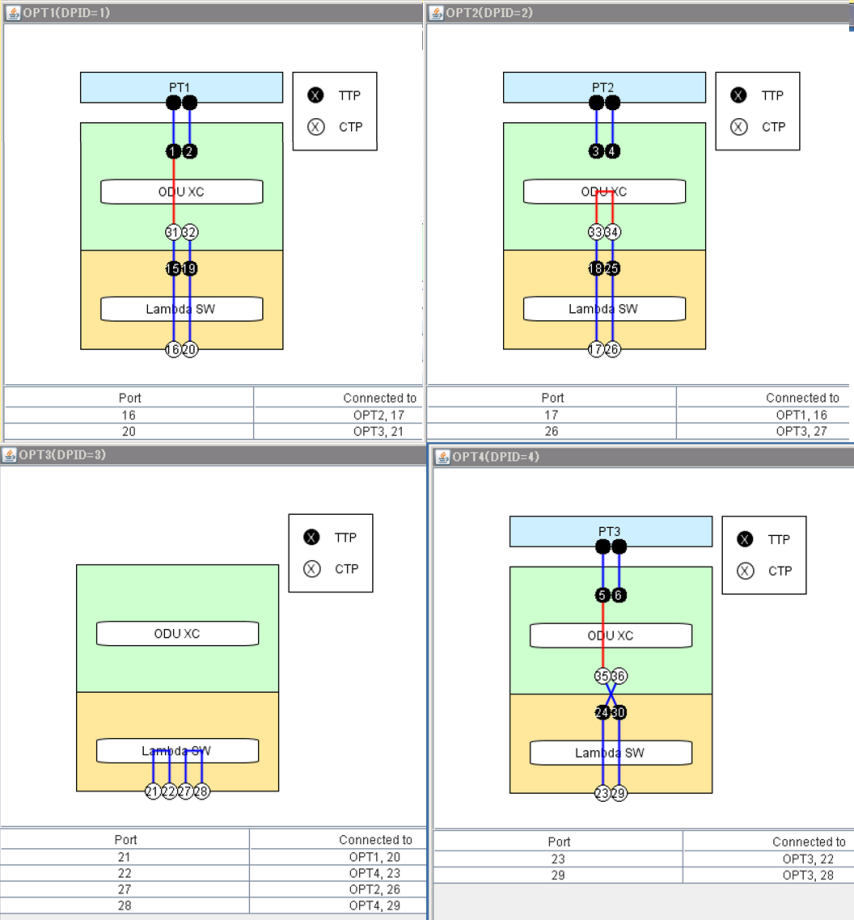 OPT1(DPID=1)
PT1
X TTP
X CTP
1 2
ODU XC
31 32
15 19
Lambda SW
16 20
Port Connected to
16 OPT2, 17
20 OPT3, 21
OPT2(DPID=2)
PT2
X TTP
X CTP
3 4
ODU XC
33 34
18 25
Lambda SW
17 26
Port Connected to
17 OPT1, 16
26 OPT3, 27
OPT3(DPID=3)
X TTP
X CTP
ODU XC
Lambda SW
21 22 27 28
Port Connected to
21 OPT1, 20
22 OPT4, 23
27 OPT2, 26
28 OPT4, 29
OPT4(DPID=4)
PT3
X TTP
X CTP
5 6
ODU XC
35 36
24 30
Lambda SW
23 29
Port Connected to
23 OPT3, 22
29 OPT3, 28